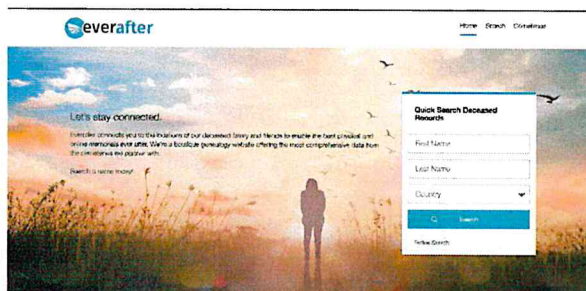 everafter
Home Search Cemeteries
Let's stay connected.
Everafter connects you to the locations of our deceased family and friends to enable the best physical and
online memorials ever after. We're a boutique genealogy website offering the most comprehensive data from
the cemeteries we partner with.
Search a name today!
Quick Search Deceased
Records
First Name
Last Name
Country
Search